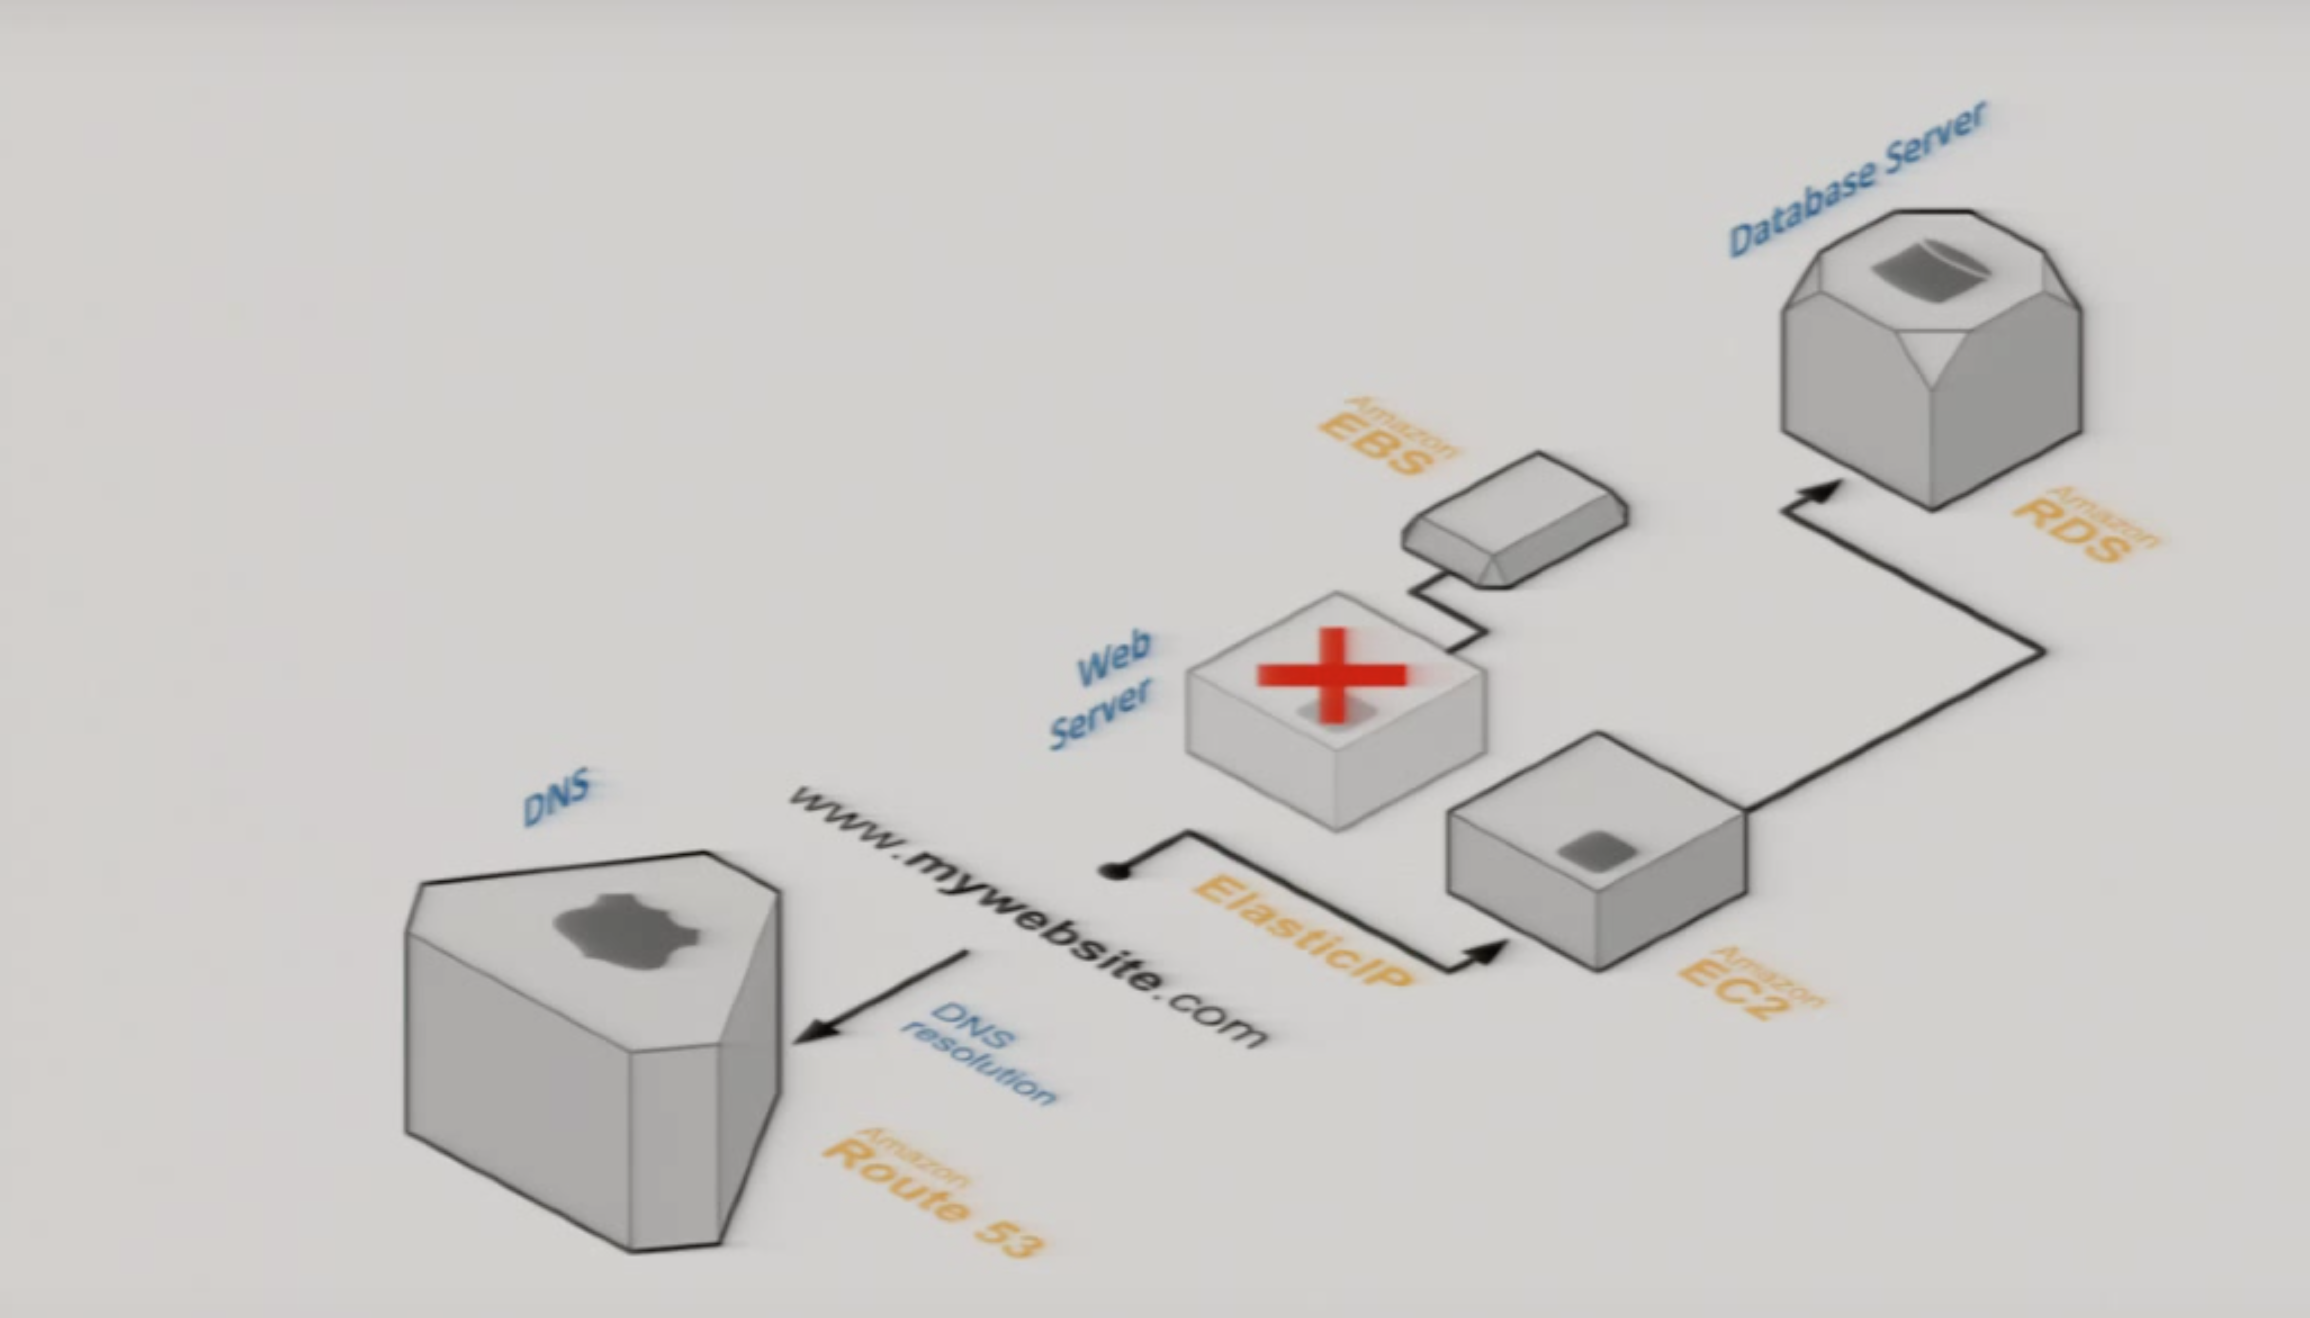 Database Server
Amazon
EBS
Amazon
RDS
Web
Server
DNS
www.mywebsite.com
ElasticIP
Amazon
EC2
DNS
resolution
Amazon
Route 53